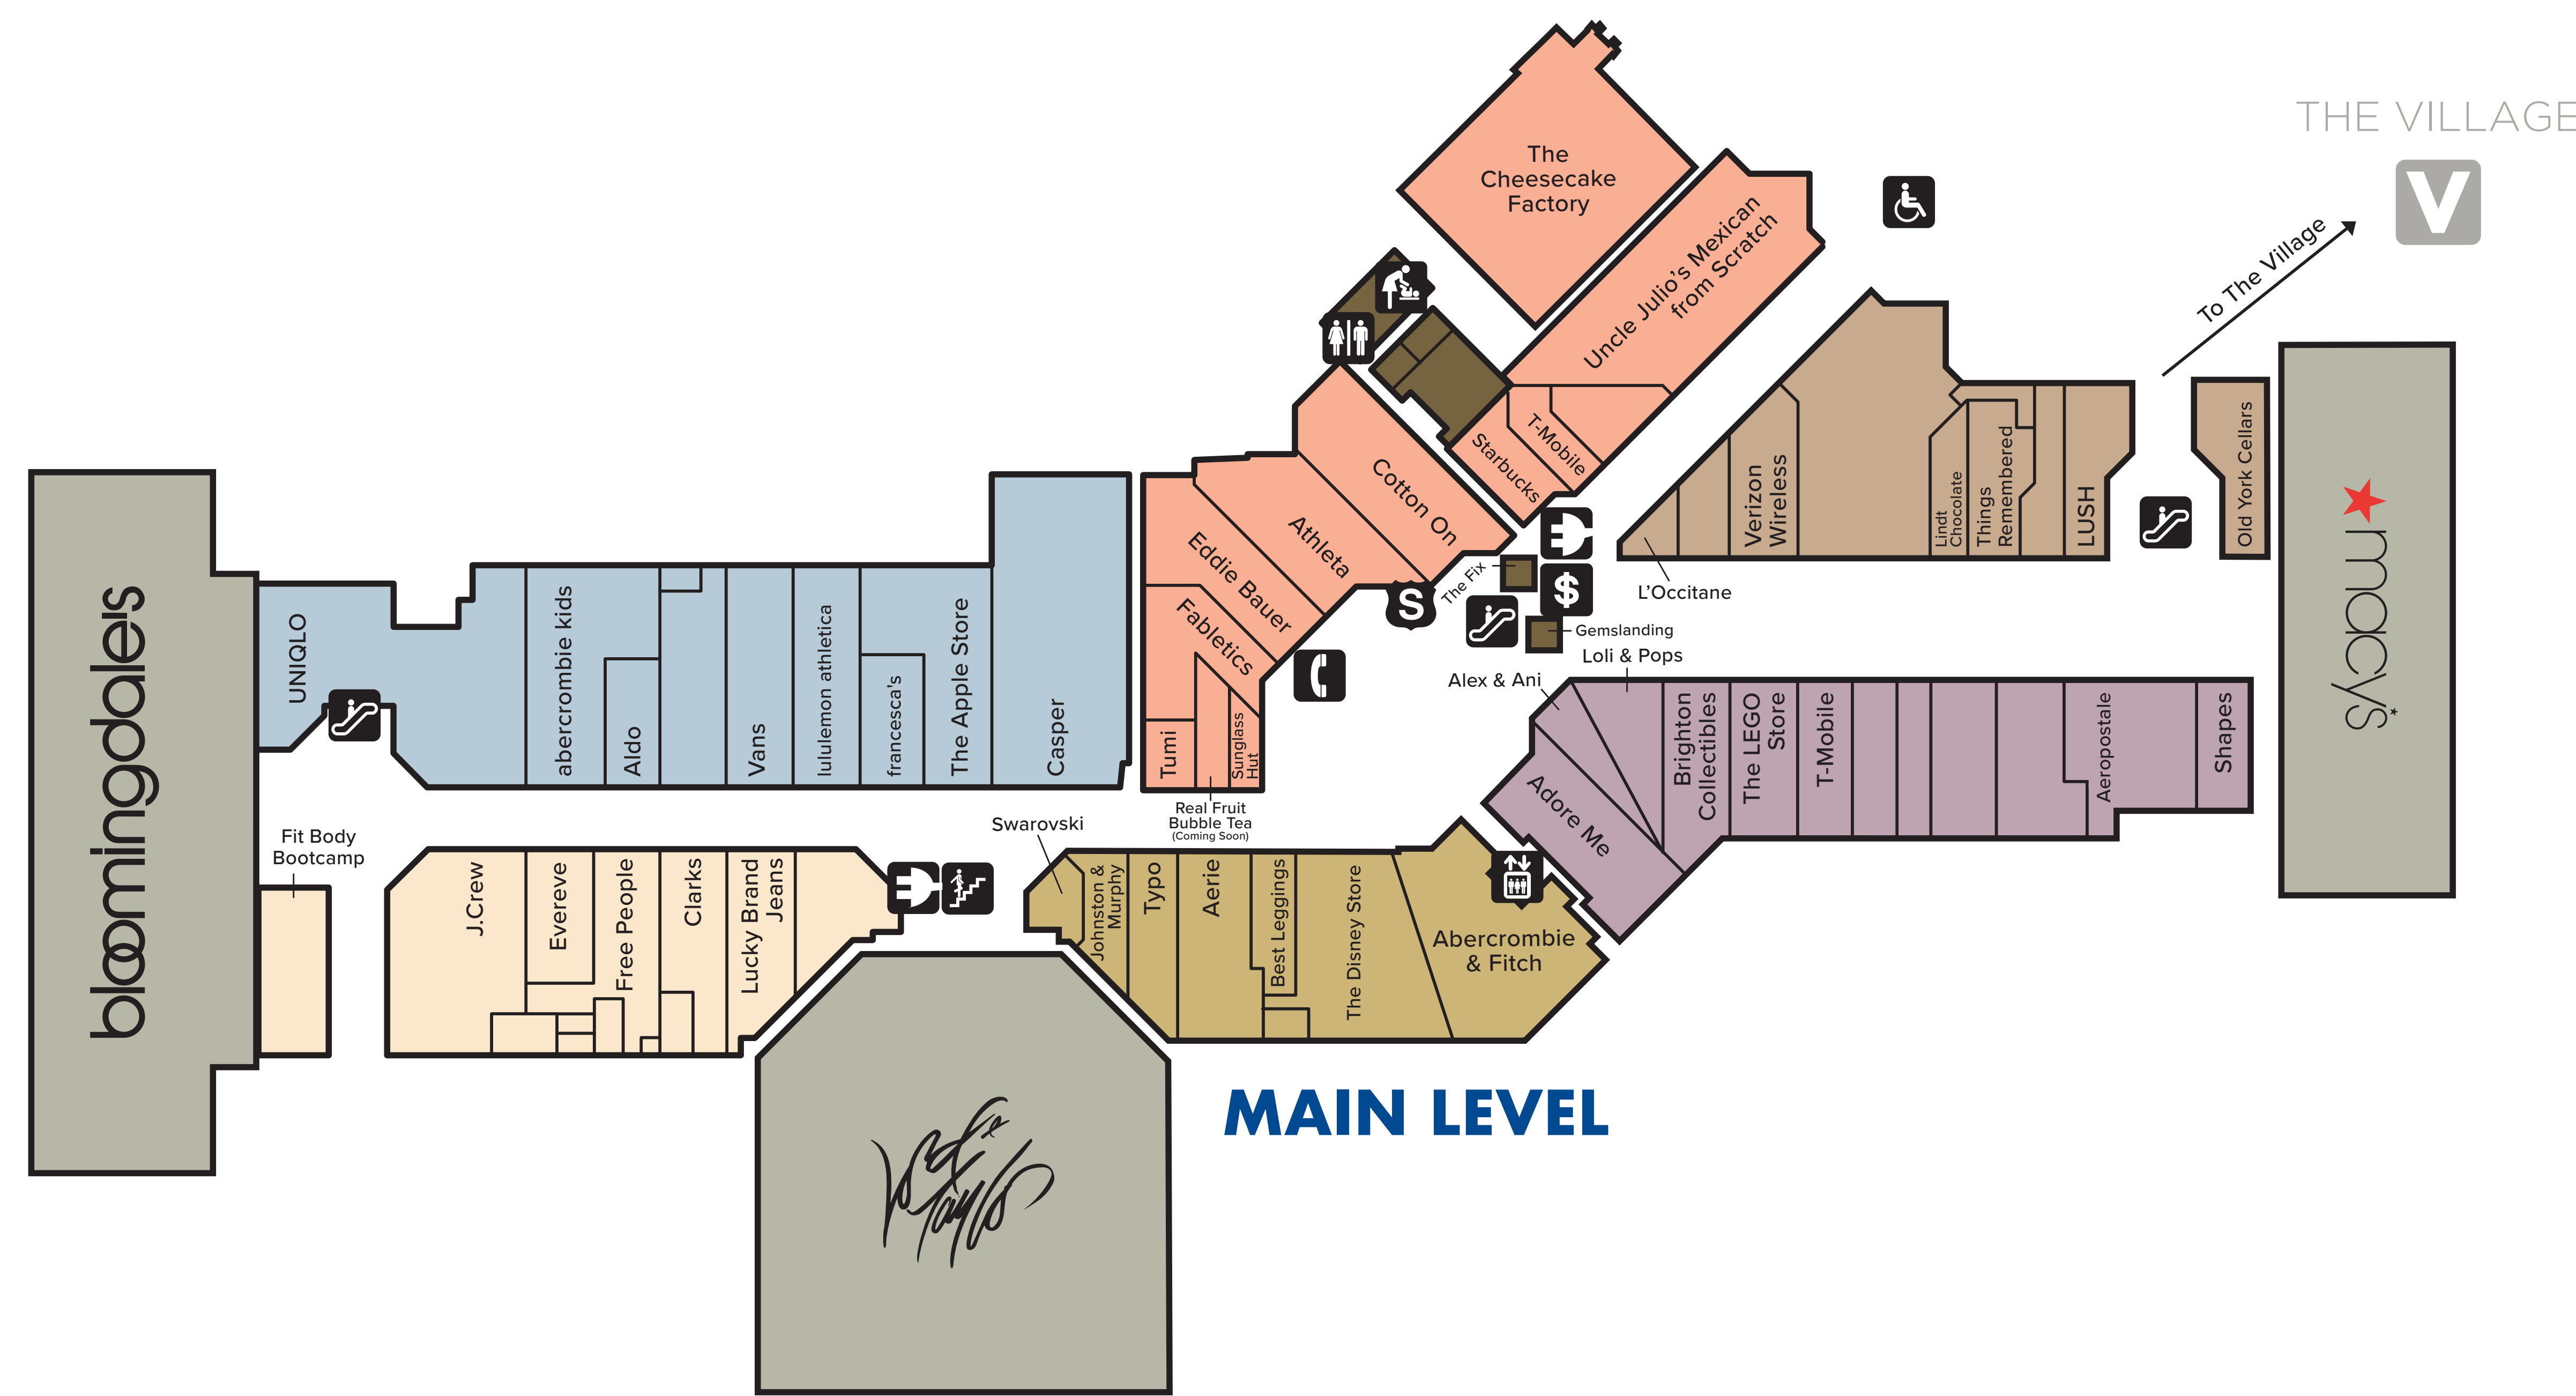 THE VILLAGE
V
To The Village
The
Cheesecake
Factory
Uncle Julio's Mexican
from Scratch
T-Mobile
Starbucks
Cotton On
Athleta
Eddie Bauer
Fabletics
Tumi
Sunglass
Hut
Real Fruit
Bubble Tea
(Coming Soon)
S
The Fix
$
Gemslanding
Loli & Pops
Alex & Ani
L'Occitane
Verizon
Wireless
Lindt
Chocolate
Things
Remembered
LUSH
Old York Cellars
macy's
bloomingdales
UNIQLO
abercrombie kids
Aldo
Vans
lululemon athletica
francesca's
The Apple Store
Casper
Fit Body
Bootcamp
J.Crew
Evereve
Free People
Clarks
Lucky Brand
Jeans
Swarovski
Johnston &
Murphy
Typo
Aerie
Best Leggings
The Disney Store
Abercrombie
& Fitch
Adore Me
Brighton
Collectibles
The LEGO
Store
T-Mobile
Aeropostale
Shapes
Lord & Taylor
MAIN LEVEL